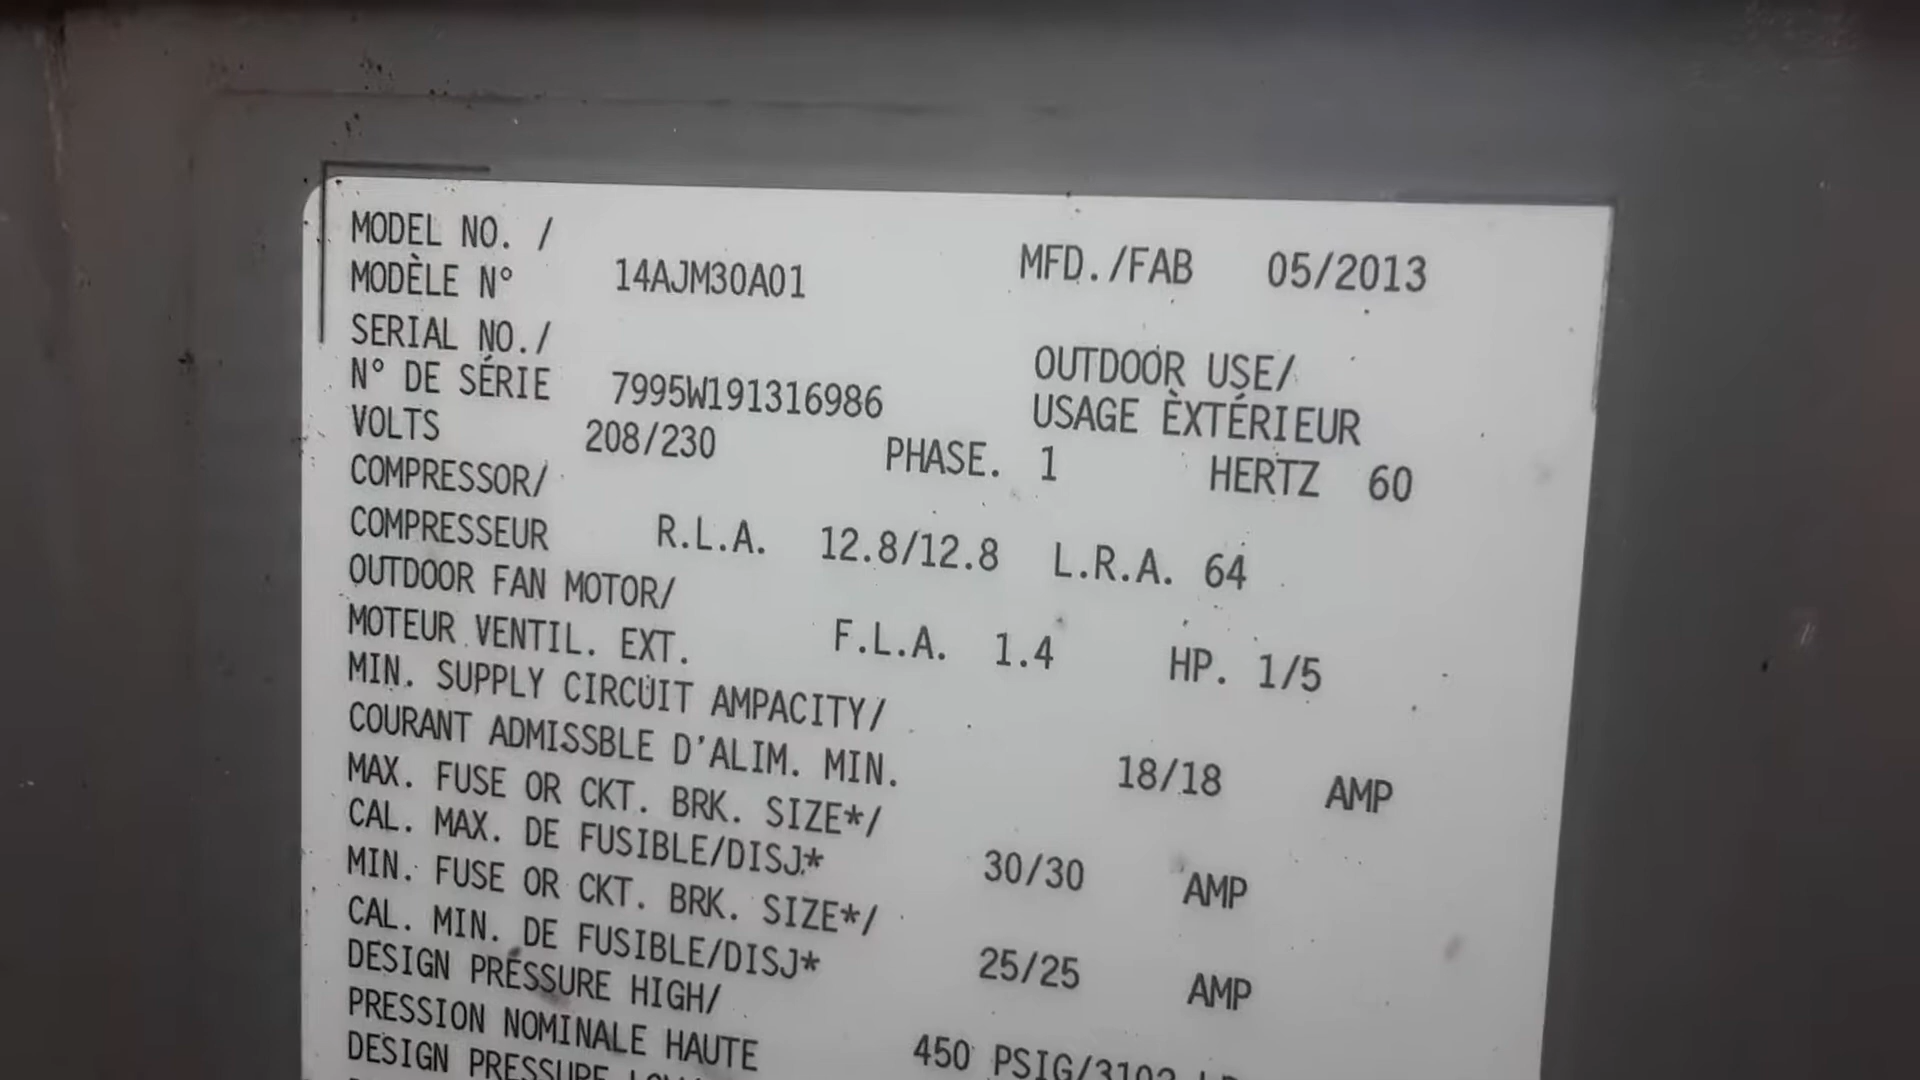 MODEL NO. /
MODÈLE N° 14AJM30A01 MFD./FAB 05/2013
SERIAL NO./ OUTDOOR USE/
N° DE SÉRIE 7995W191316986 USAGE ÈXTÉRIEUR
VOLTS 208/230 PHASE. 1 HERTZ 60
COMPRESSOR/
COMPRESSEUR R.L.A. 12.8/12.8 L.R.A. 64
OUTDOOR FAN MOTOR/
MOTEUR VENTIL. EXT. F.L.A. 1.4 HP. 1/5
MIN. SUPPLY CIRCUIT AMPACITY/
COURANT ADMISSBLE D'ALIM. MIN. 18/18 AMP
MAX. FUSE OR CKT. BRK. SIZE*/
CAL. MAX. DE FUSIBLE/DISJ* 30/30 AMP
MIN. FUSE OR CKT. BRK. SIZE*/
CAL. MIN. DE FUSIBLE/DISJ* 25/25 AMP
DESIGN PRESSURE HIGH/
PRESSION NOMINALE HAUTE 450 PSIG/3102
DESIGN PRESSURE